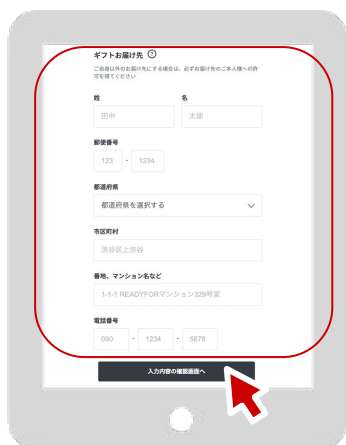 ギフトお届け先 ?
ご自身以外のお届け先にする場合は、必ずお届け先のご本人様への許
可を得てください
姓 名
田中 太郎
郵便番号
123 - 1234
都道府県
都道府県を選択する
市区町村
渋谷区上渋谷
番地、マンション名など
1-1-1 READYFORマンション329号室
電話番号
090 - 1234 - 5678
入力内容の確認画面へ